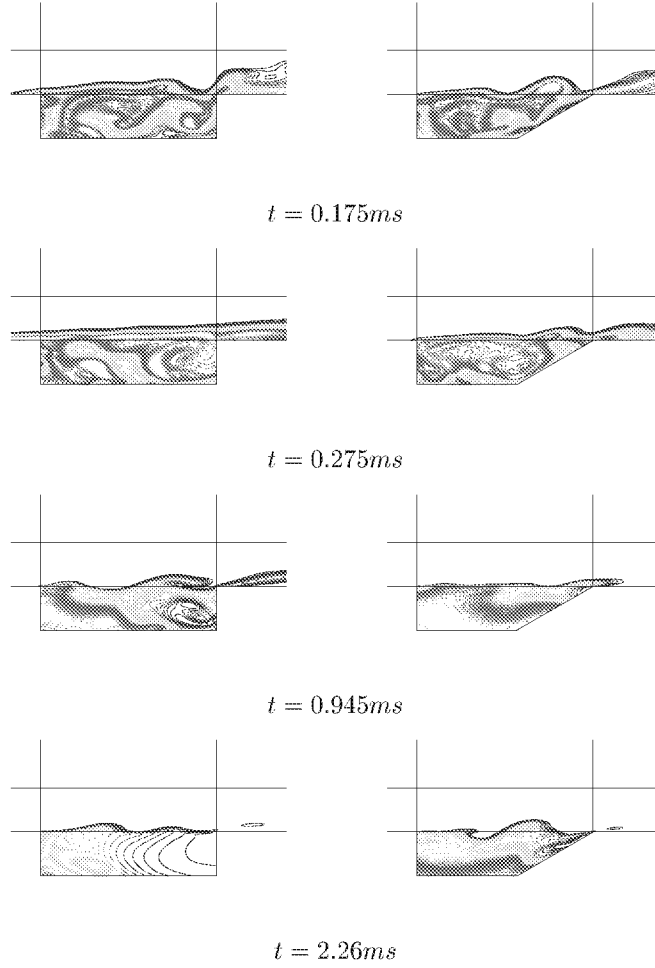 t = 0.175ms
t = 0.275ms
t = 0.945ms
t = 2.26ms